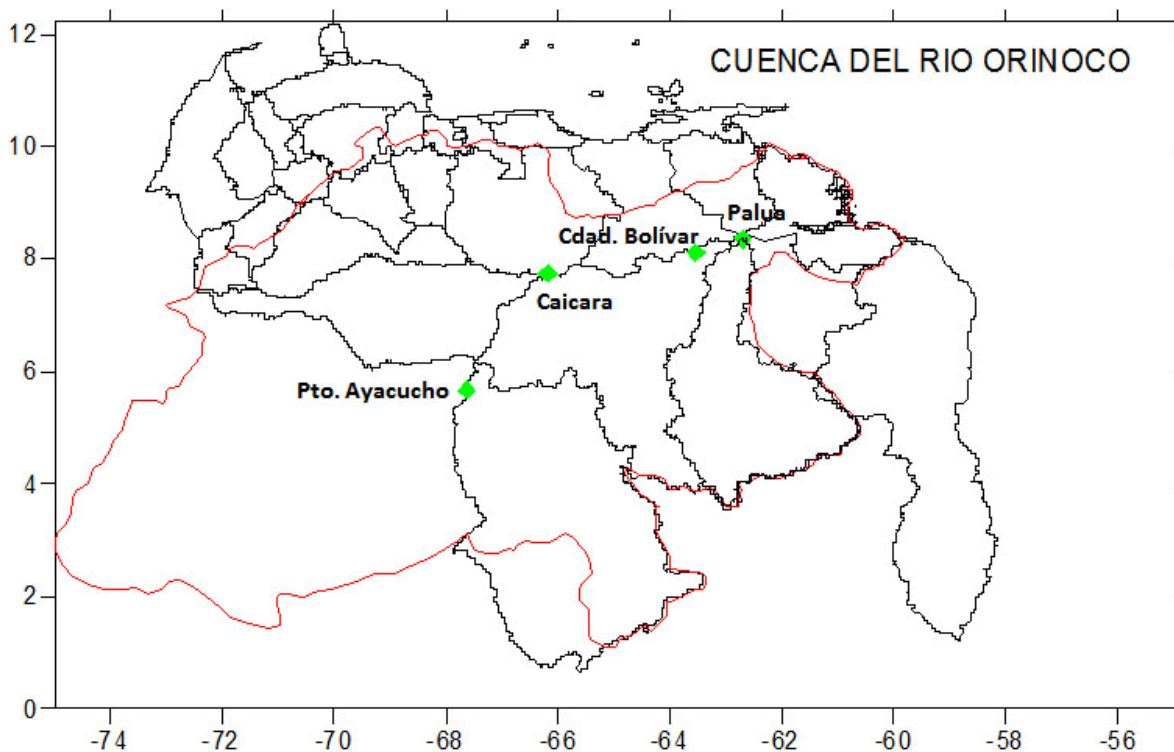 CUENCA DEL RIO ORINOCO
12
10
8
6
4
2
0
Palua
Cdad. Bolívar
Caicara
Pto. Ayacucho
-74 -72 -70 -68 -66 -64 -62 -60 -58 -56